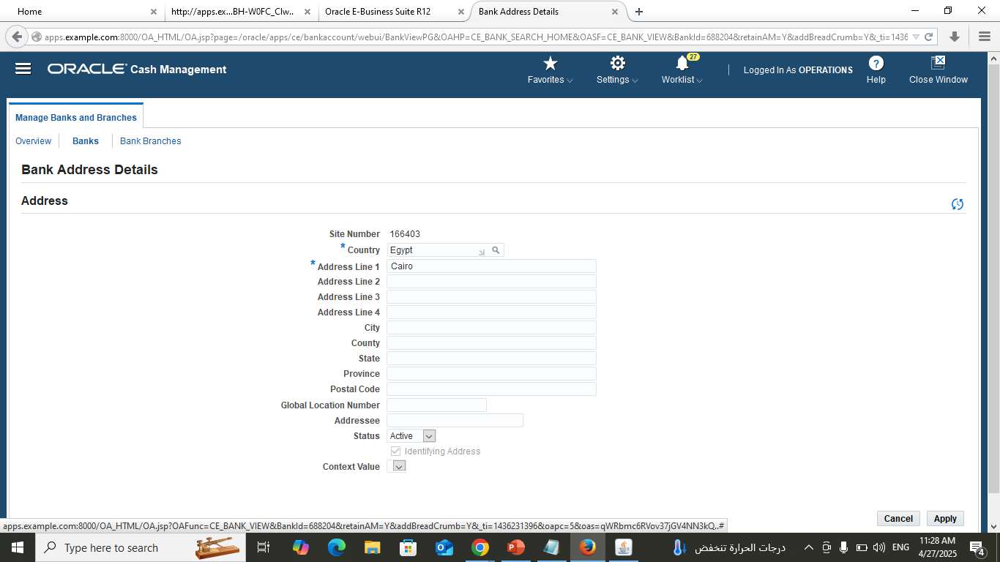 Home
http://apps.ex...BH-W0FC_Clw..
Oracle E-Business Suite R12
Bank Address Details
apps.example.com:8000/OA_HTML/OA.jsp?page=/oracle/apps/ce/bankaccount/webui/BankViewPG&OAHP=CE_BANK_SEARCH_HOME&OASF=CE_BANK_VIEW&BankId=688204&retainAM=Y&addBreadCrumb=Y&_ti=1436
ORACLE Cash Management
Favorites
Settings
27
Worklist
Logged In As OPERATIONS
Help
Close Window
Manage Banks and Branches
Overview
Banks
Bank Branches
Bank Address Details
Address
Site Number 166403
* Country Egypt
* Address Line 1 Cairo
Address Line 2
Address Line 3
Address Line 4
City
County
State
Province
Postal Code
Global Location Number
Addressee
Status Active
Identifying Address
Context Value
Cancel
Apply
apps.example.com:8000/OA_HTML/OA.jsp?OAFunc=CE_BANK_VIEW&BankId=688204&retainAM=Y&addBreadCrumb=Y&_ti=1436231396&oapc=5&oas=qWRbmc6RVov37jGV4NN3kQ..#
Type here to search
درجات الحرارة تنخفض
ENG
11:28 AM
4/27/2025
4